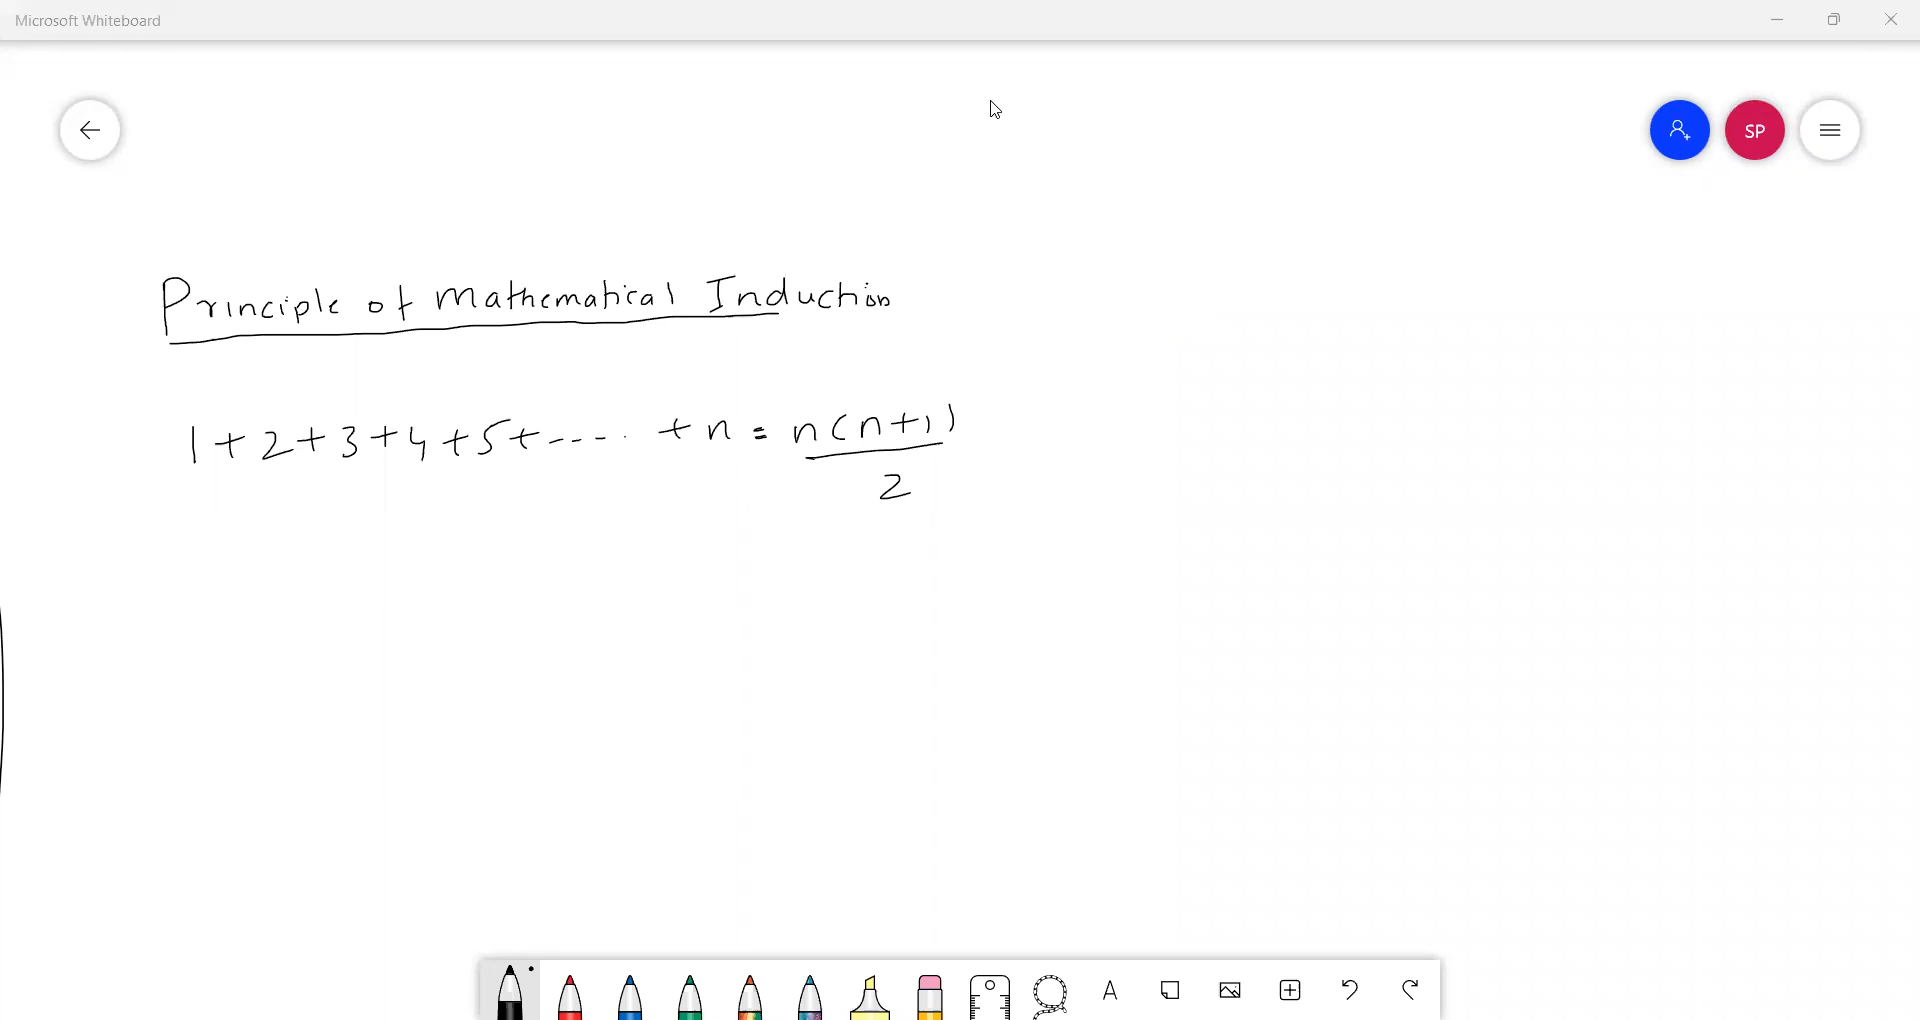 Microsoft Whiteboard
SP
Principle of Mathematical Induction
1+2+3+4+5+----. +n = n(n+1)
2
A